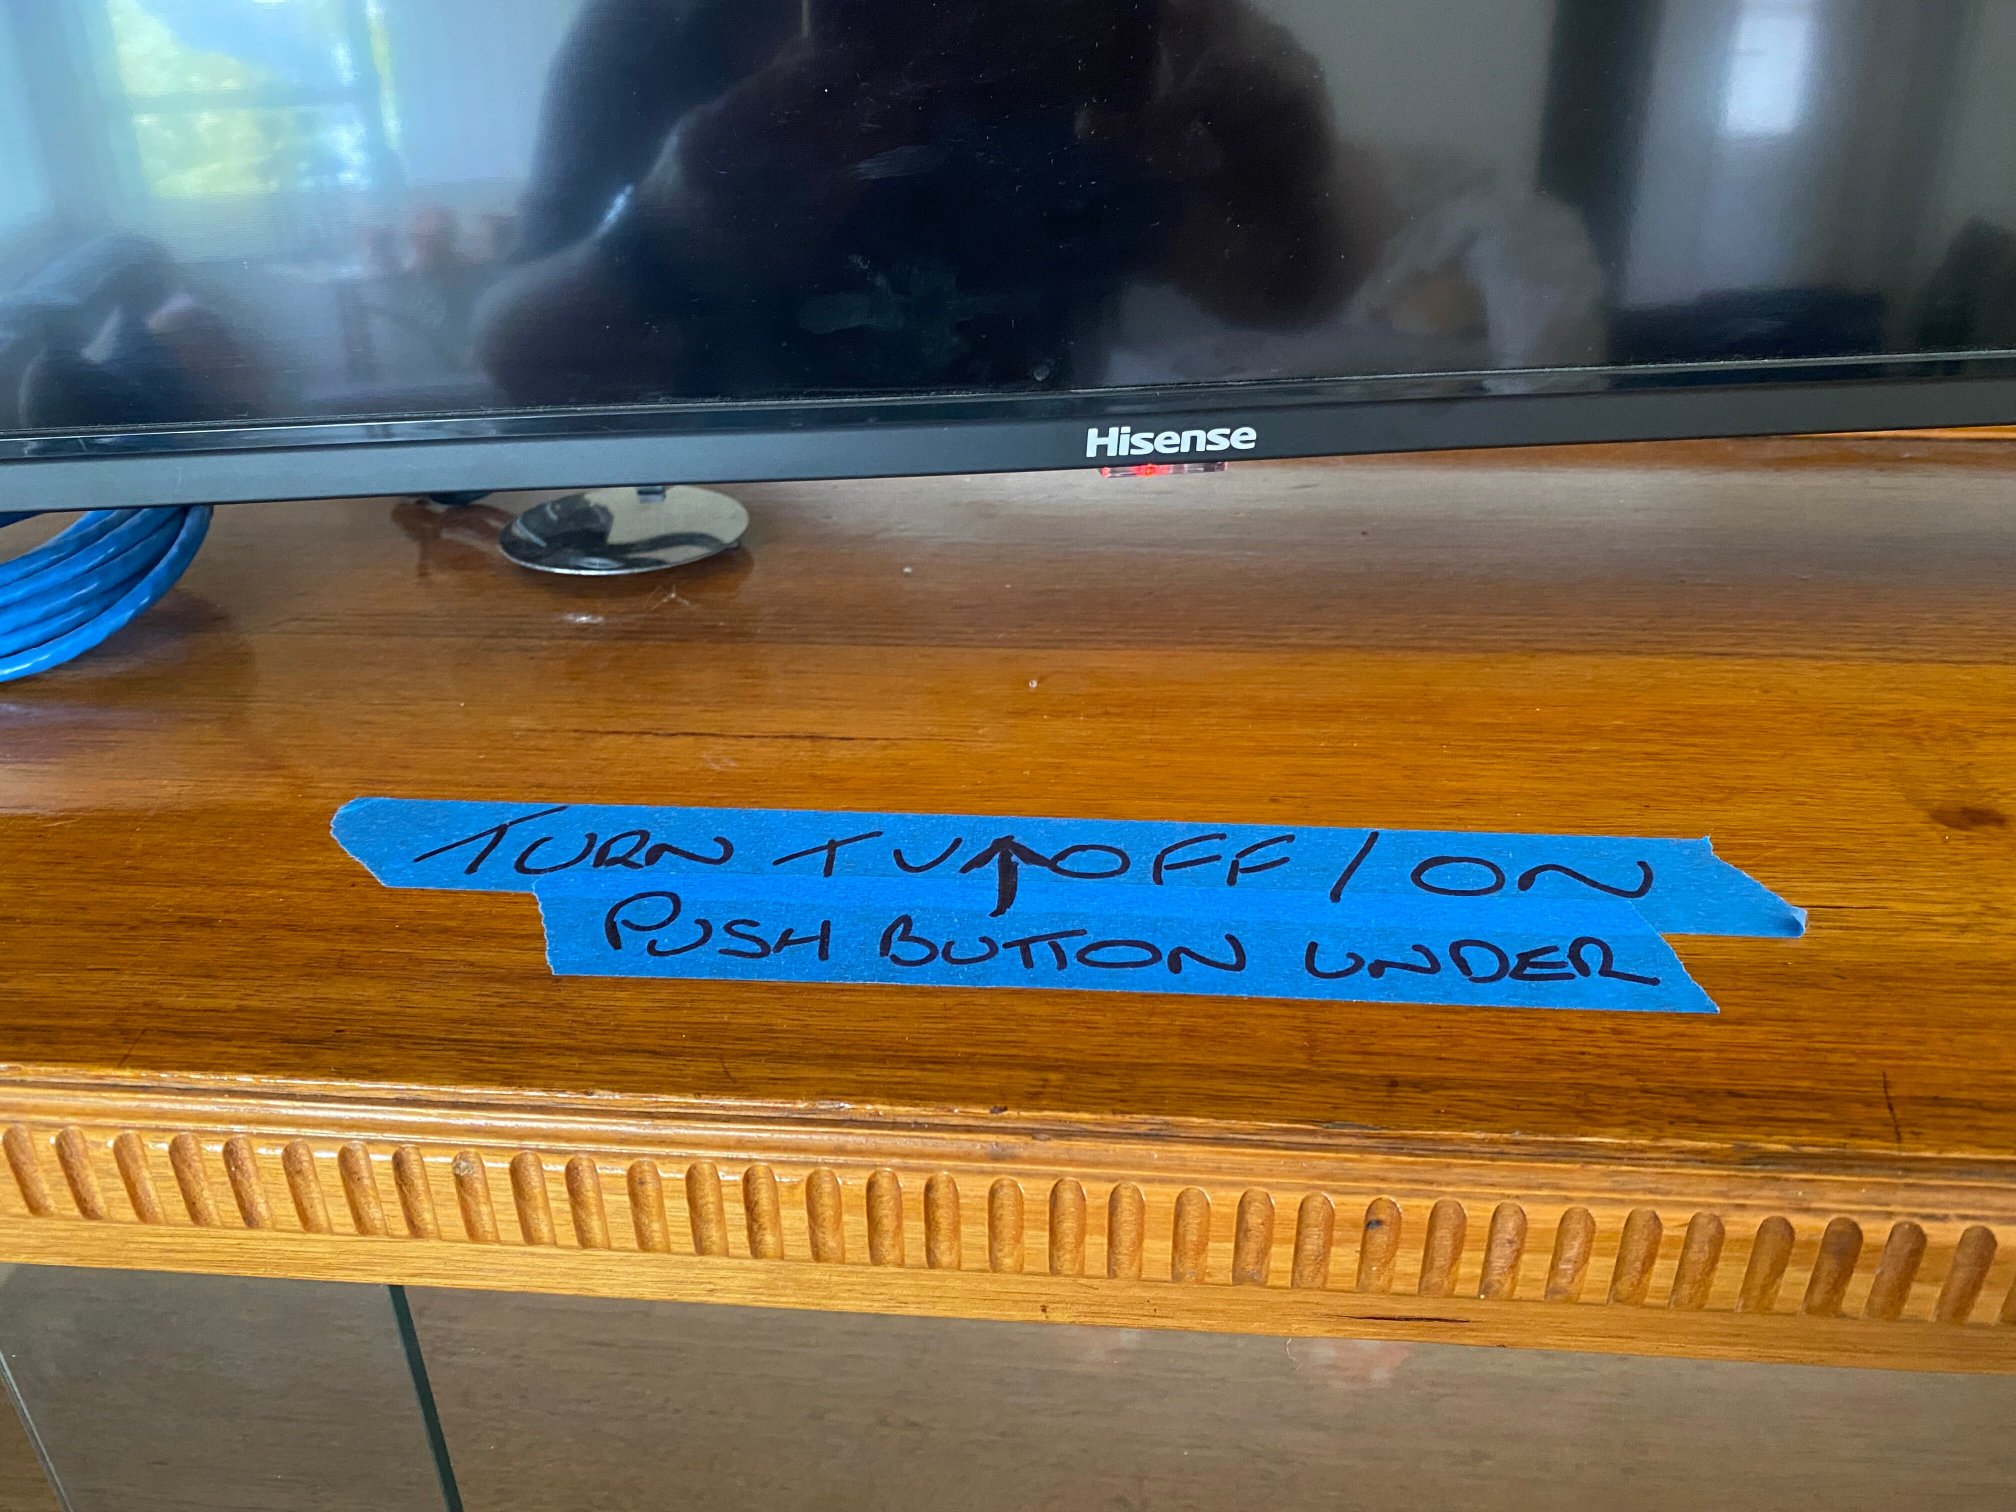 Hisense
TURN TV ↑ OFF / ON
PUSH BUTTON UNDER